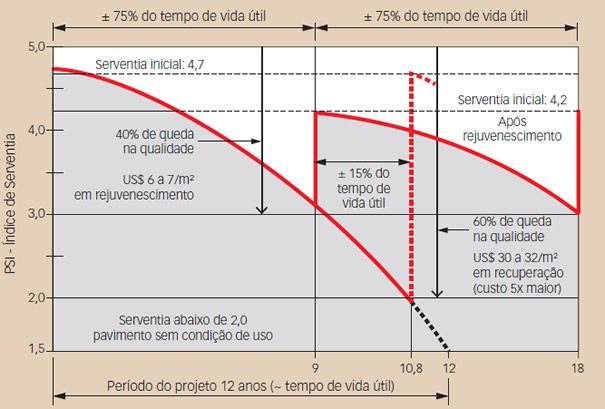 ± 75% do tempo de vida útil
± 75% do tempo de vida útil
PSI - Índice de Serventia
5,0
4,0
3,0
2,0
1,5
Serventia inicial: 4,7
Serventia inicial: 4,2
Após
rejuvenescimento
40% de queda
na qualidade
US$ 6 a 7/m²
em rejuvenescimento
± 15% do
tempo de
vida útil
60% de queda
na qualidade
US$ 30 a 32/m²
em recuperação
(custo 5x maior)
Serventia abaixo de 2,0
pavimento sem condição de uso
9
10,8
12
18
Período do projeto 12 anos (~ tempo de vida útil)